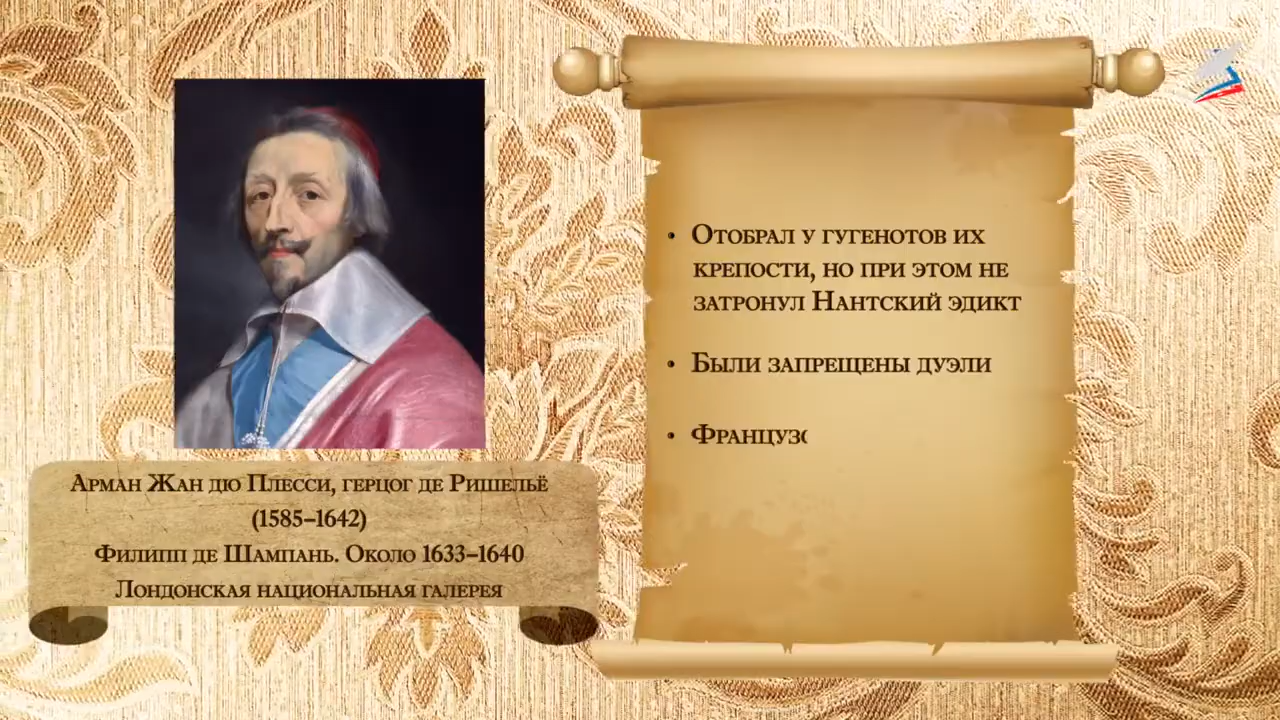 Арман Жан дю Плесси, герцог де Ришельё
(1585–1642)
Филипп де Шампань. Около 1633–1640
Лондонская национальная галерея
• Отобрал у гугенотов их
крепости, но при этом не
затронул Нантский эдикт
• Были запрещены дуэли
•